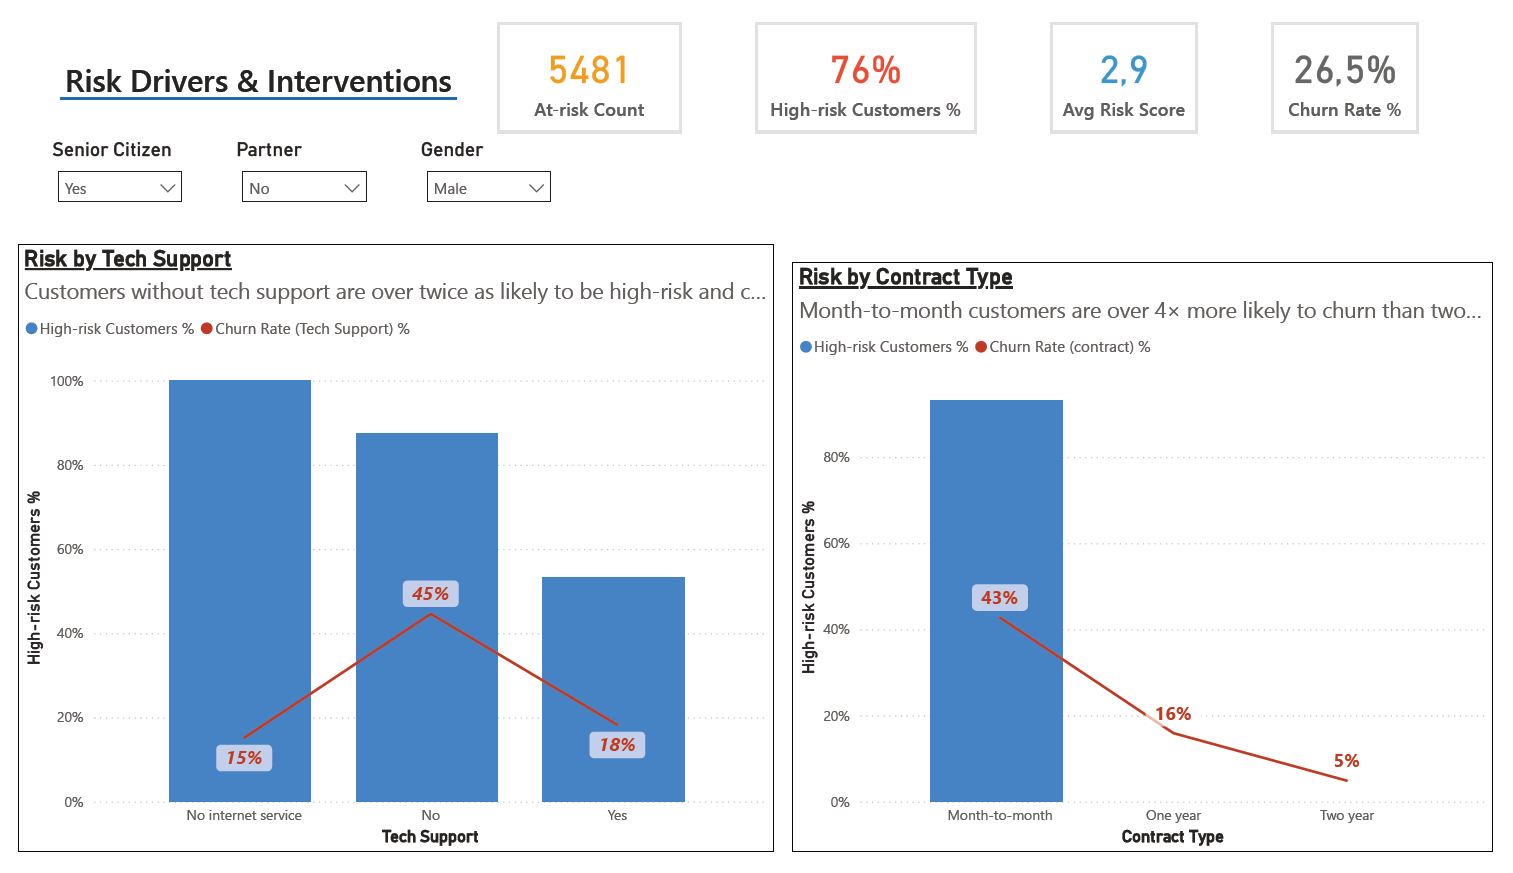 Risk Drivers & Interventions
5481
At-risk Count
76%
High-risk Customers %
2,9
Avg Risk Score
26,5%
Churn Rate %
Senior Citizen
Yes
Partner
No
Gender
Male
Risk by Tech Support
Customers without tech support are over twice as likely to be high-risk and c...
High-risk Customers % Churn Rate (Tech Support) %
High-risk Customers %
100%
80%
60%
40%
20%
0%
15%
45%
18%
No internet service
No
Yes
Tech Support
Risk by Contract Type
Month-to-month customers are over 4× more likely to churn than two...
High-risk Customers % Churn Rate (contract) %
High-risk Customers %
80%
60%
40%
20%
0%
43%
16%
5%
Month-to-month
One year
Two year
Contract Type